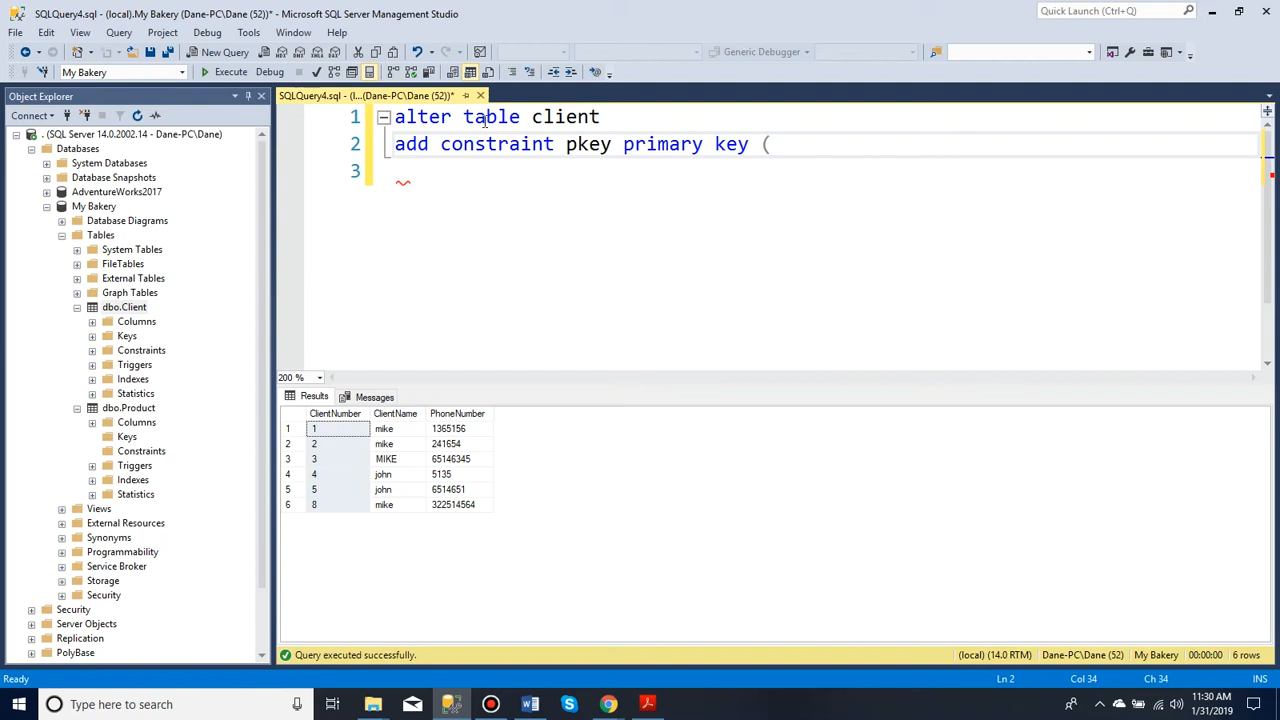 SQLQuery4.sql - (local).My Bakery (Dane-PC\Dane (52))* - Microsoft SQL Server Management Studio
Quick Launch (Ctrl+Q)
File Edit View Query Project Debug Tools Window Help
New Query
Generic Debugger
My Bakery
Execute Debug
Object Explorer
SQLQuery4.sql - (l...(Dane-PC\Dane (52))*
Connect
. (SQL Server 14.0.2002.14 - Dane-PC\Dane)
Databases
System Databases
Database Snapshots
AdventureWorks2017
My Bakery
Database Diagrams
Tables
System Tables
FileTables
External Tables
Graph Tables
dbo.Client
Columns
Keys
Constraints
Triggers
Indexes
Statistics
dbo.Product
Columns
Keys
Constraints
Triggers
Indexes
Statistics
Views
External Resources
Synonyms
Programmability
Service Broker
Storage
Security
Security
Server Objects
Replication
PolyBase
1 alter table client
2 add constraint pkey primary key (
3
200 %
Results Messages
ClientNumber ClientName PhoneNumber
1 1 mike 1365156
2 2 mike 241654
3 3 MIKE 65146345
4 4 john 5135
5 5 john 6514651
6 8 mike 322514564
Query executed successfully. (local) (14.0 RTM) Dane-PC\Dane (52) My Bakery 00:00:00 6 rows
Ready Ln 2 Col 34 Ch 34 INS
Type here to search
11:30 AM
1/31/2019